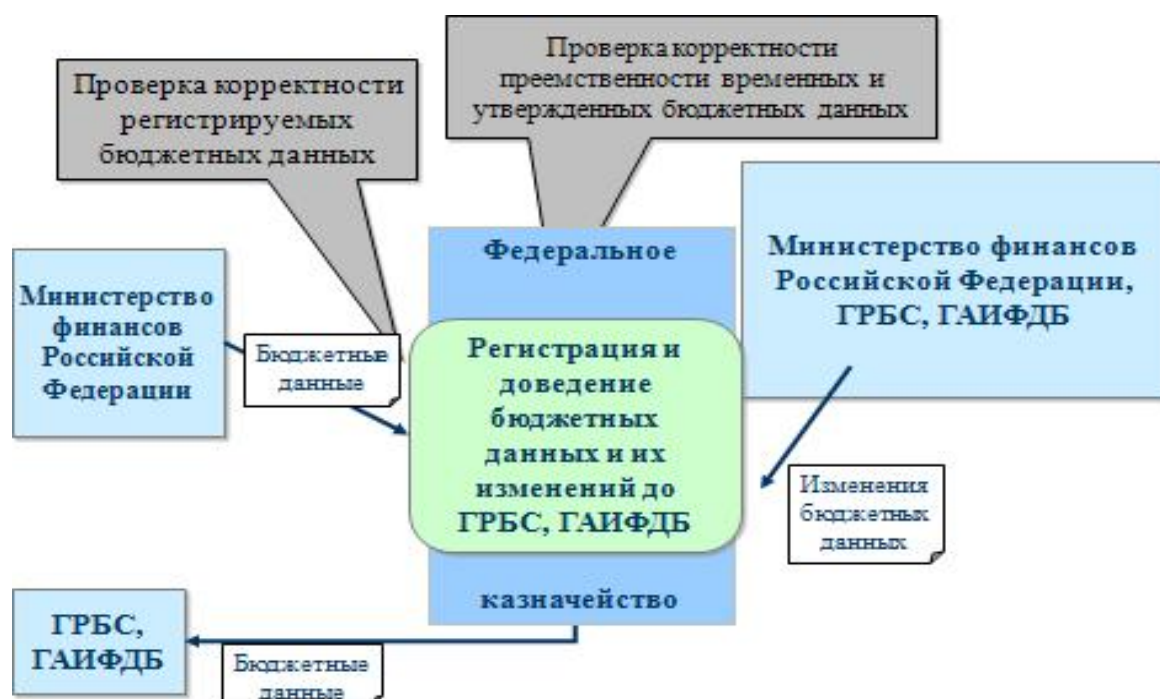 Проверка корректности
регистрируемых
бюджетных данных
Проверка корректности
преемственности временных и
утвержденных бюджетных данных
Министерство
финансов
Российской
Федерации
Бюджетные
данные
Федеральное
Регистрация и
доведение
бюджетных
данных и их
изменений до
ГРБС, ГАИФДБ
казначейство
Министерство финансов
Российской Федерации,
ГРБС, ГАИФДБ
Изменения
бюджетных
данных
ГРБС,
ГАИФДБ
Бюджетные
данные